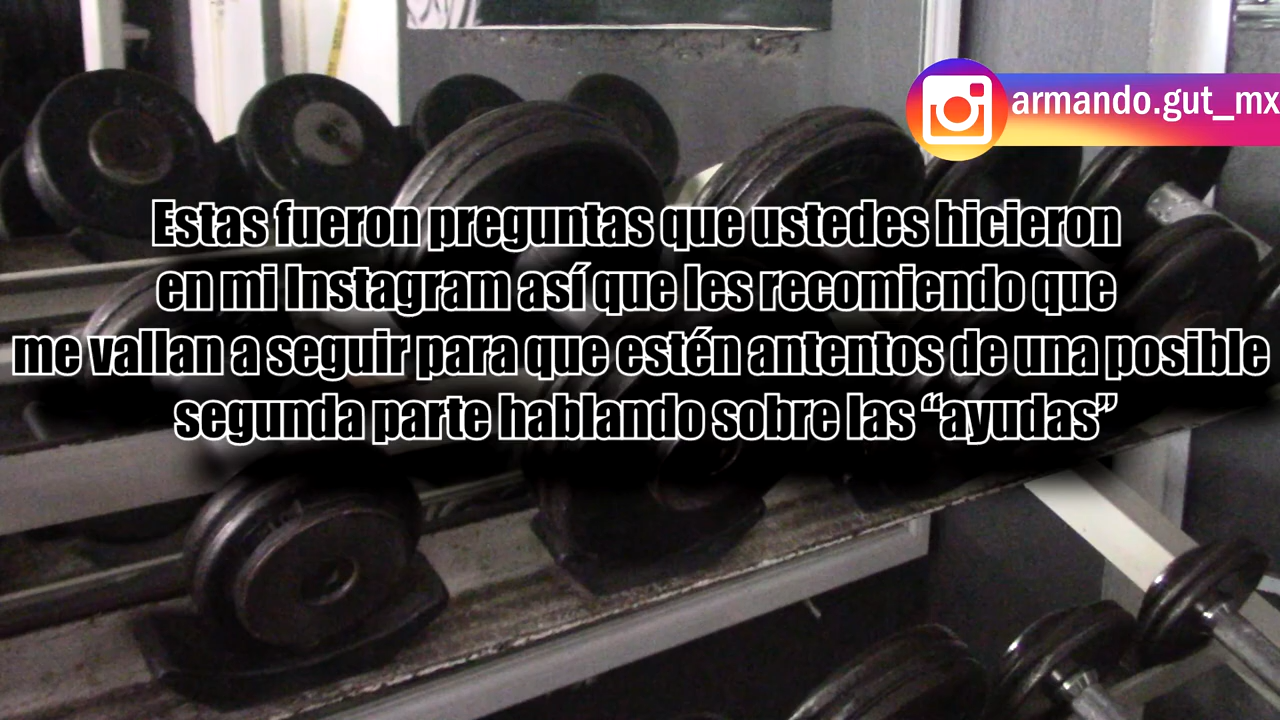 armando.gut_mx
Estas fueron preguntas que ustedes hicieron
en mi Instagram así que les recomiendo que
me vallan a seguir para que estén antentos de una posible
segunda parte hablando sobre las “ayudas”